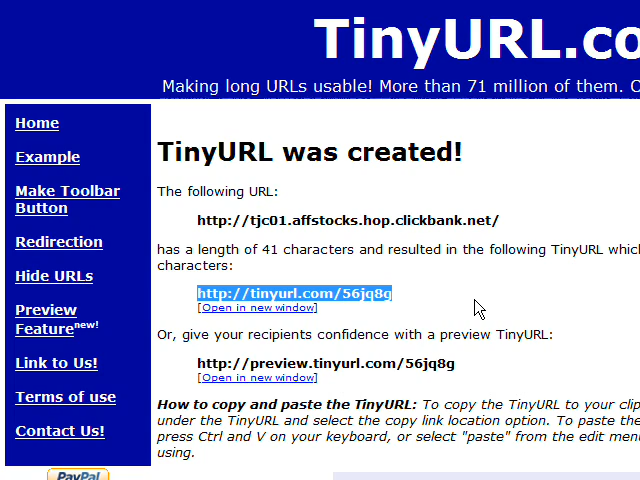 TinyURL.co
Making long URLs usable! More than 71 million of them. O
Home
Example
Make Toolbar
Button
Redirection
Hide URLs
Preview
Feature new!
Link to Us!
Terms of use
Contact Us!
PayPal
TinyURL was created!
The following URL:
http://tjc01.affstocks.hop.clickbank.net/
has a length of 41 characters and resulted in the following TinyURL which
characters:
http://tinyurl.com/56jq8g
[Open in new window]
Or, give your recipients confidence with a preview TinyURL:
http://preview.tinyurl.com/56jq8g
[Open in new window]
How to copy and paste the TinyURL: To copy the TinyURL to your clip
under the TinyURL and select the copy link location option. To paste the
press Ctrl and V on your keyboard, or select "paste" from the edit menu
using.